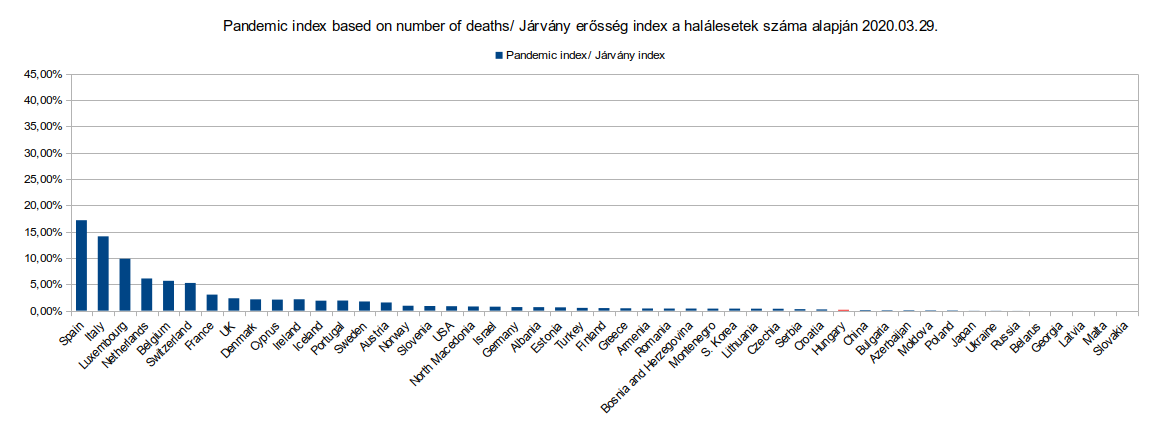 Pandemic index based on number of deaths/ Járvány erősség index a halálesetek száma alapján 2020.03.29.
Pandemic index/ Járvány index
45,00%
40,00%
35,00%
30,00%
25,00%
20,00%
15,00%
10,00%
5,00%
0,00%
Spain
Italy
Luxembourg
Netherlands
Belgium
Switzerland
France
UK
Denmark
Cyprus
Ireland
Iceland
Portugal
Sweden
Austria
Norway
Slovenia
USA
North Macedonia
Israel
Germany
Albania
Estonia
Turkey
Finland
Greece
Armenia
Romania
Bosnia and Herzegovina
Montenegro
S. Korea
Lithuania
Czechia
Serbia
Croatia
Hungary
China
Bulgaria
Azerbaijan
Moldova
Poland
Japan
Ukraine
Russia
Belarus
Georgia
Latvia
Malta
Slovakia